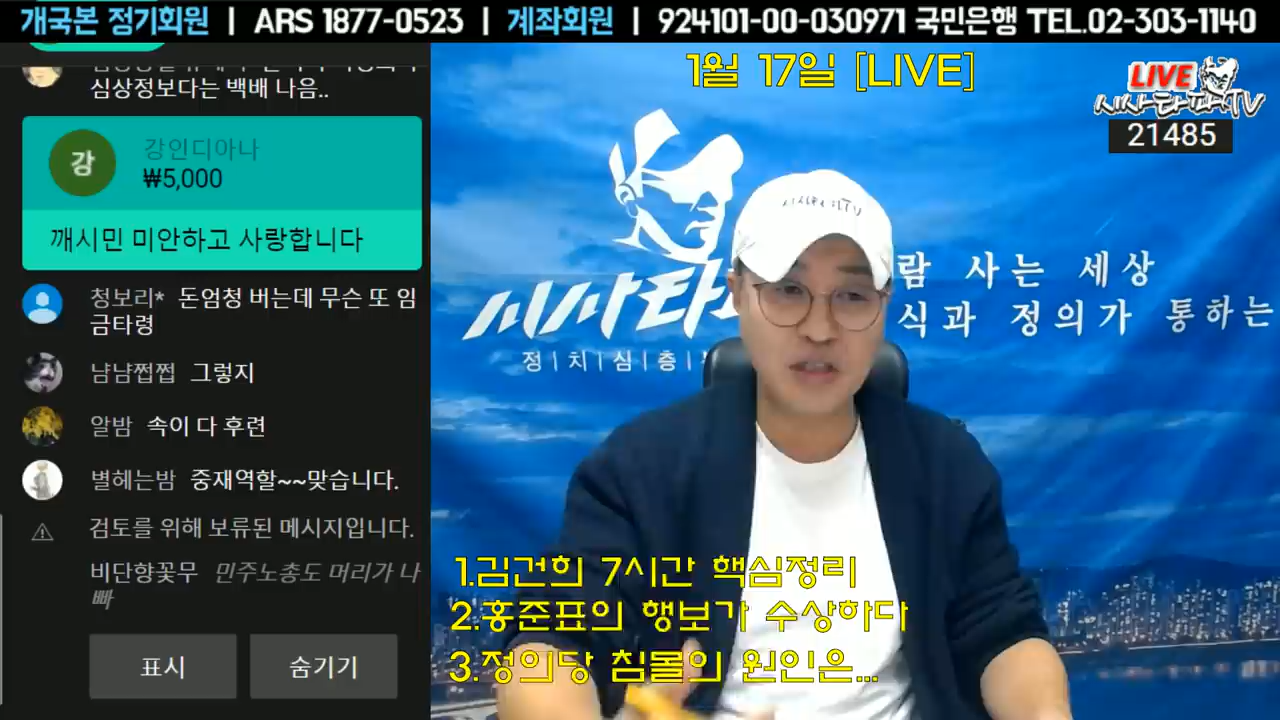 개국본 정기회원 | ARS 1877-0523 | 계좌회원 | 924101-00-030971 국민은행 TEL.02-303-1140
1월 17일 [LIVE]
LIVE
시사타파TV
21485
심상정보다는 백배 나음..
강
강인디아나
₩5,000
깨시민 미안하고 사랑합니다
청보리* 돈엄청 버는데 무슨 또 임
금타령
냠냠쩝쩝 그렇지
알밤 속이 다 후련
별헤는밤 중재역할~~맞습니다.
검토를 위해 보류된 메시지입니다.
비단향꽃무 민주노총도 머리가 나
빠
표시
숨기기
시사타
정|치|심|층|
시사타파TV
람 사는 세상
식과 정의가 통하는
1.김건희 7시간 핵심정리
2.홍준표의 행보가 수상하다
3.정의당 침몰의 원인은...